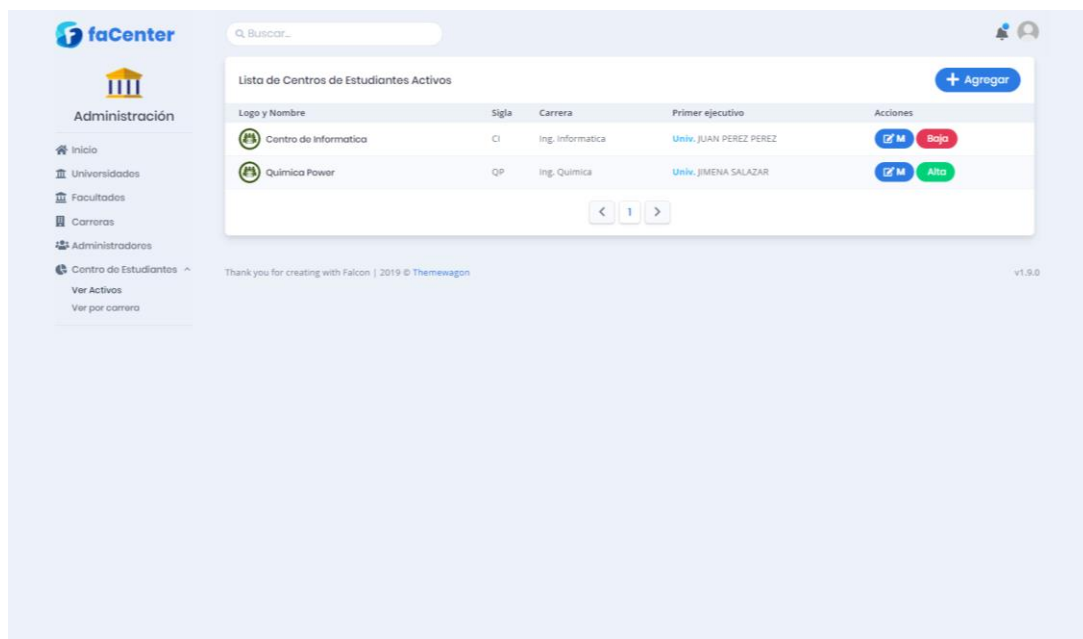 faCenter
Buscar...
Administración
Inicio
Universidades
Facultades
Carreras
Administradores
Centro de Estudiantes
Ver Activos
Ver por carrera
Lista de Centros de Estudiantes Activos
Agregar
Logo y Nombre Sigla Carrera Primer ejecutivo Acciones
Centro de Informatica CI Ing. Informatica Univ. JUAN PEREZ PEREZ M Baja
Quimica Power QP Ing. Quimica Univ. JIMENA SALAZAR M Alta
1
Thank you for creating with Falcon | 2019 © Themewagon v1.9.0